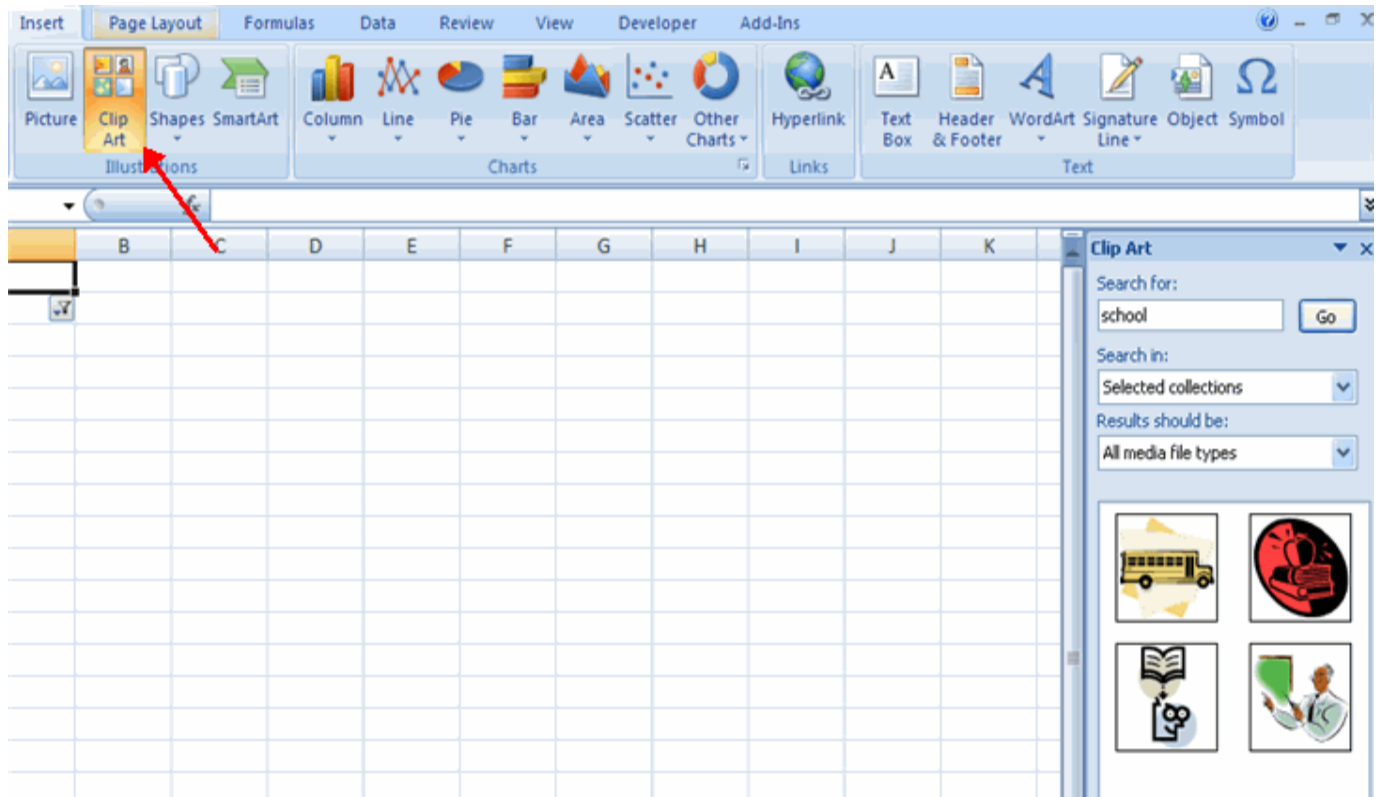 Insert Page Layout Formulas Data Review View Developer Add-Ins
Picture Clip Art Shapes SmartArt Column Line Pie Bar Area Scatter Other Charts Hyperlink Text Box Header & Footer WordArt Signature Line Object Symbol
Charts Links Text
B C D E F G H I J K
Clip Art
Search for:
school Go
Search in:
Selected collections
Results should be:
All media file types